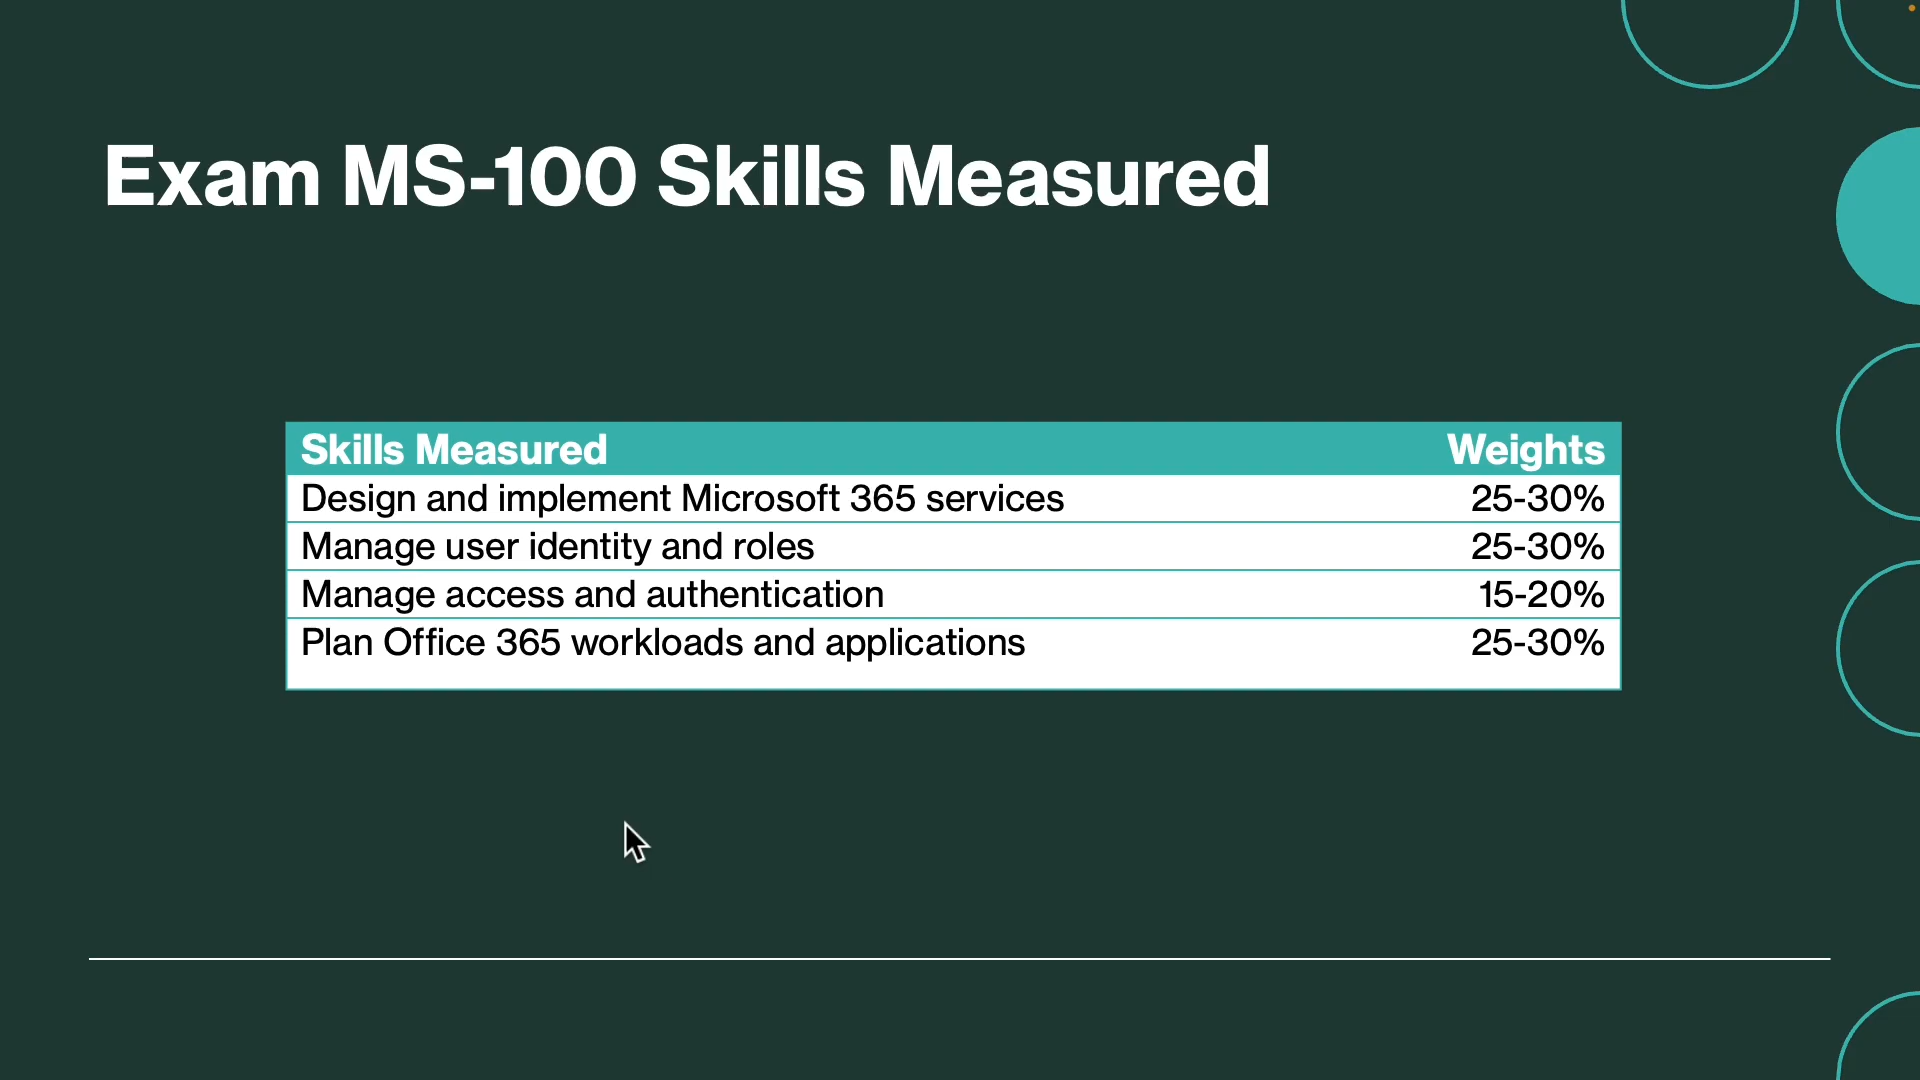 Exam MS-100 Skills Measured
Skills Measured Weights
Design and implement Microsoft 365 services 25-30%
Manage user identity and roles 25-30%
Manage access and authentication 15-20%
Plan Office 365 workloads and applications 25-30%